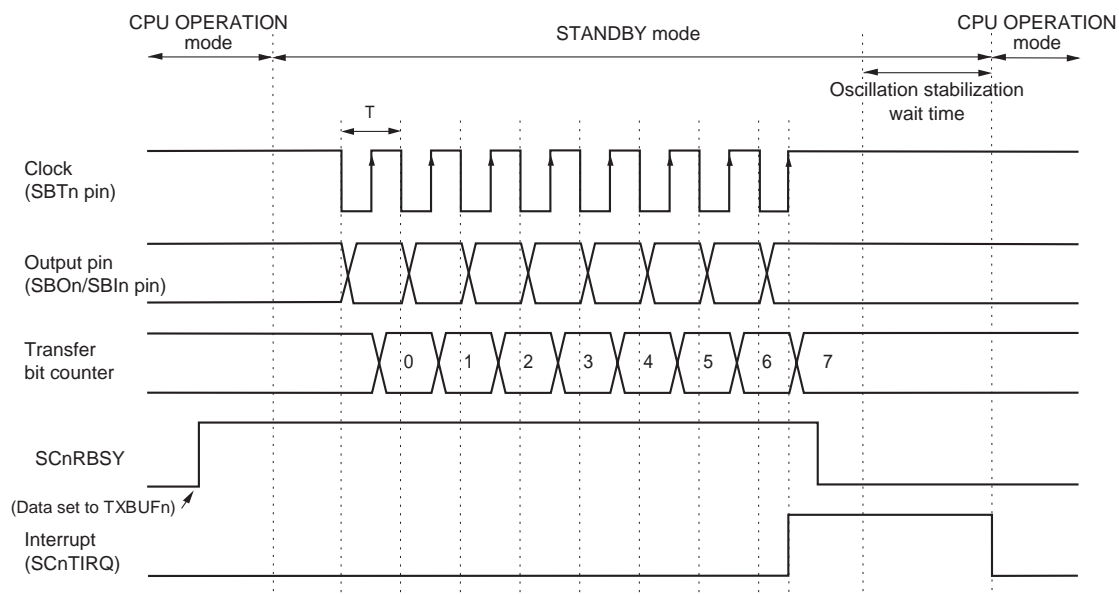 CPU OPERATION
mode
STANDBY mode
CPU OPERATION
mode
Oscillation stabilization
wait time
T
Clock
(SBTn pin)
Output pin
(SBOn/SBIn pin)
Transfer
bit counter
0 1 2 3 4 5 6 7
SCnRBSY
(Data set to TXBUFn)
Interrupt
(SCnTIRQ)